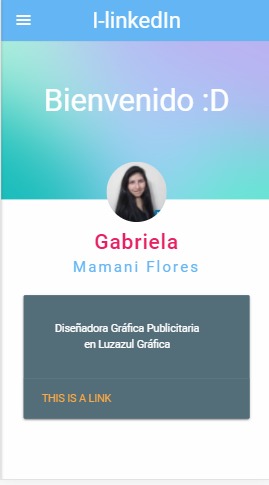 I-linkedIn
Bienvenido :D
Gabriela
Mamani Flores
Diseñadora Gráfica Publicitaria
en Luzazul Gráfica
THIS IS A LINK